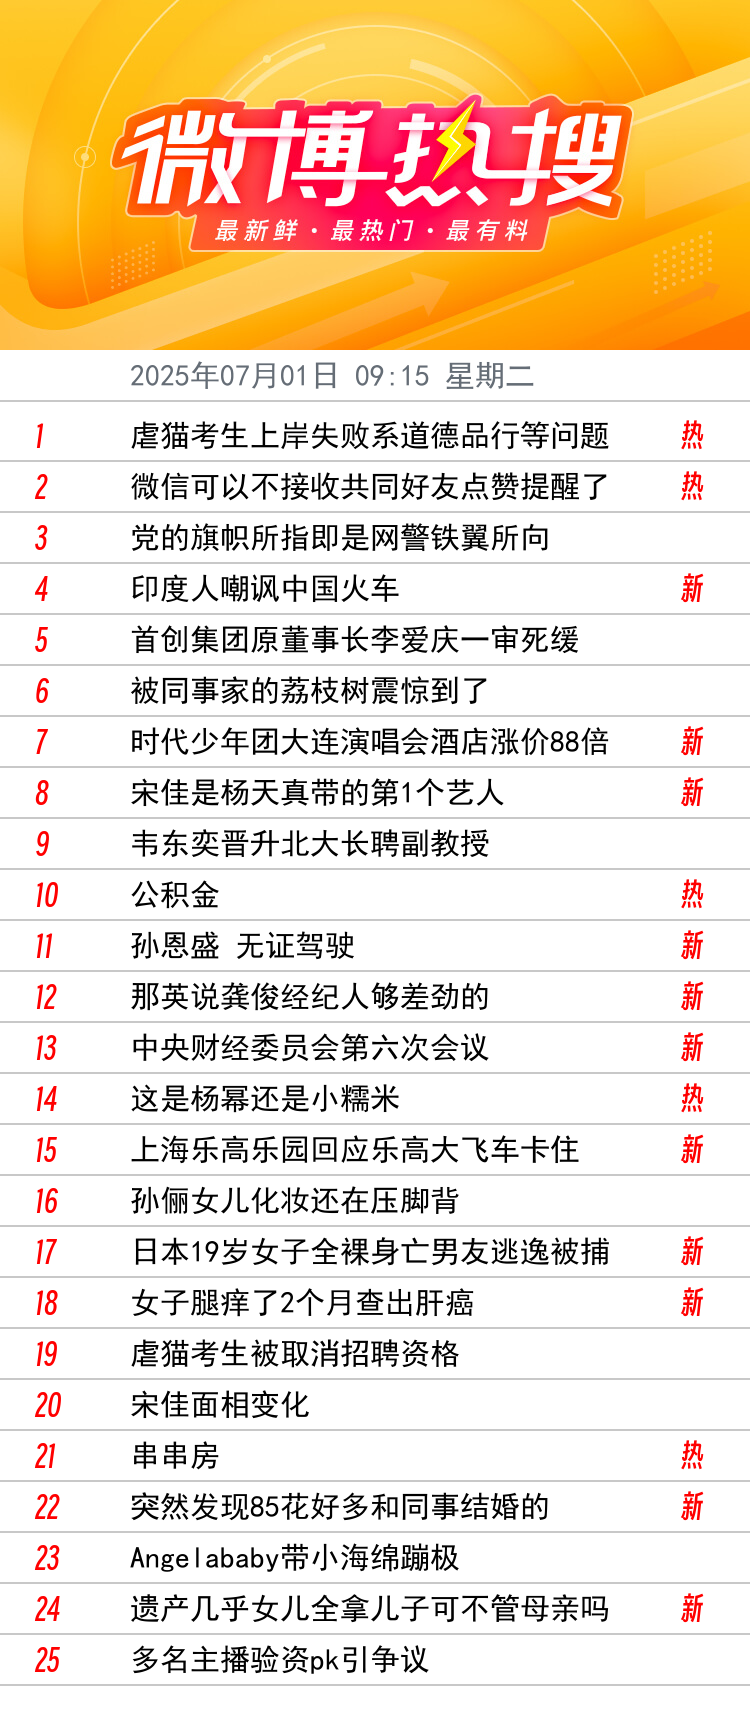 微博热搜
最新鲜·最热门·最有料
2025年07月01日 09:15 星期二
1 虐猫考生上岸失败系道德品行等问题 热
2 微信可以不接收共同好友点赞提醒了 热
3 党的旗帜所指即是网警铁翼所向
4 印度人嘲讽中国火车 新
5 首创集团原董事长李爱庆一审死缓
6 被同事家的荔枝树震惊到了
7 时代少年团大连演唱会酒店涨价88倍 新
8 宋佳是杨天真带的第1个艺人 新
9 韦东奕晋升北大长聘副教授
10 公积金 热
11 孙恩盛 无证驾驶 新
12 那英说龚俊经纪人够差劲的 新
13 中央财经委员会第六次会议 新
14 这是杨幂还是小糯米 热
15 上海乐高乐园回应乐高大飞车卡住 新
16 孙俪女儿化妆还在压脚背
17 日本19岁女子全裸身亡男友逃逸被捕 新
18 女子腿痒了2个月查出肝癌 新
19 虐猫考生被取消招聘资格
20 宋佳面相变化
21 串串房 热
22 突然发现85花好多和同事结婚的 新
23 Angelababy带小海绵蹦极
24 遗产几乎女儿全拿儿子可不管母亲吗 新
25 多名主播验资pk引争议